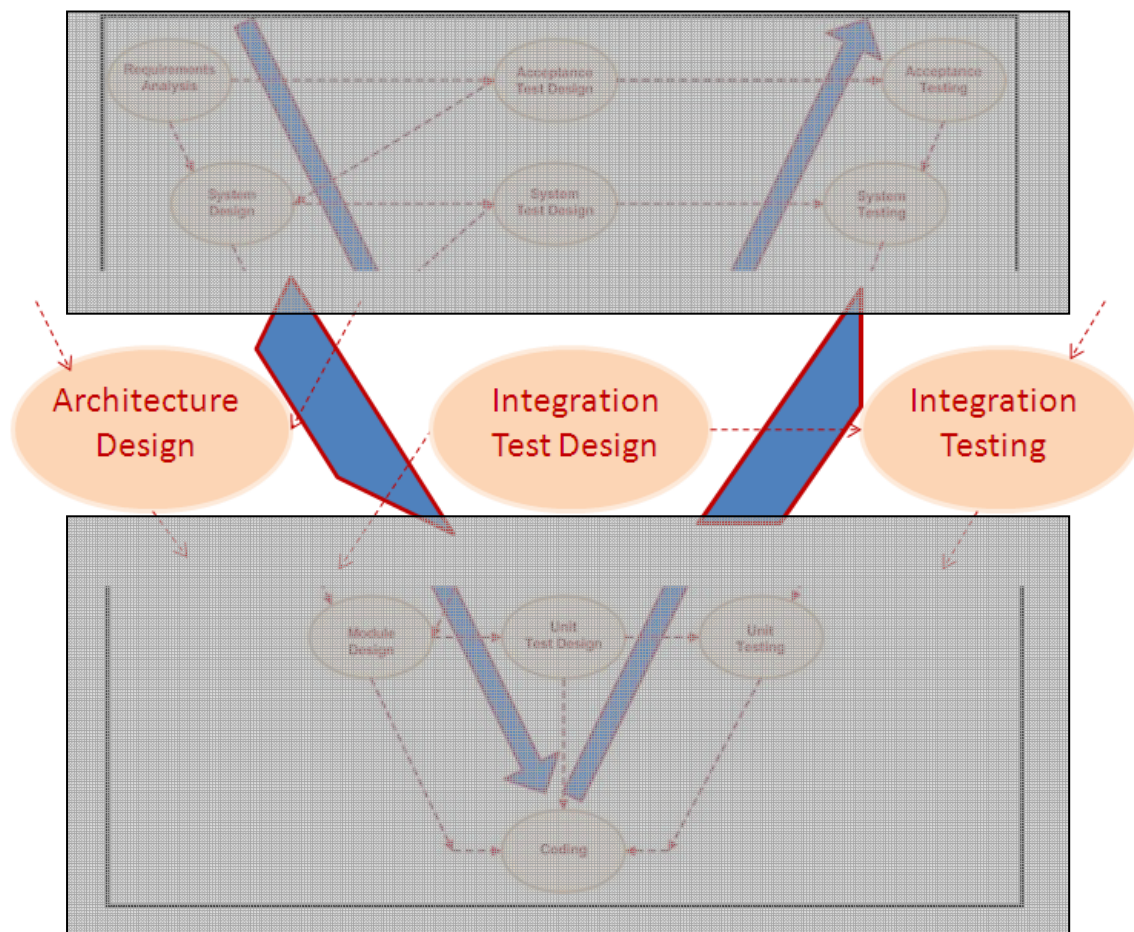 Requirements
Analysis
Acceptance
Test Design
Acceptance
Testing
System
Design
System
Test Design
System
Testing
Architecture
Design
Integration
Test Design
Integration
Testing
Module
Design
Unit
Test Design
Unit
Testing
Coding